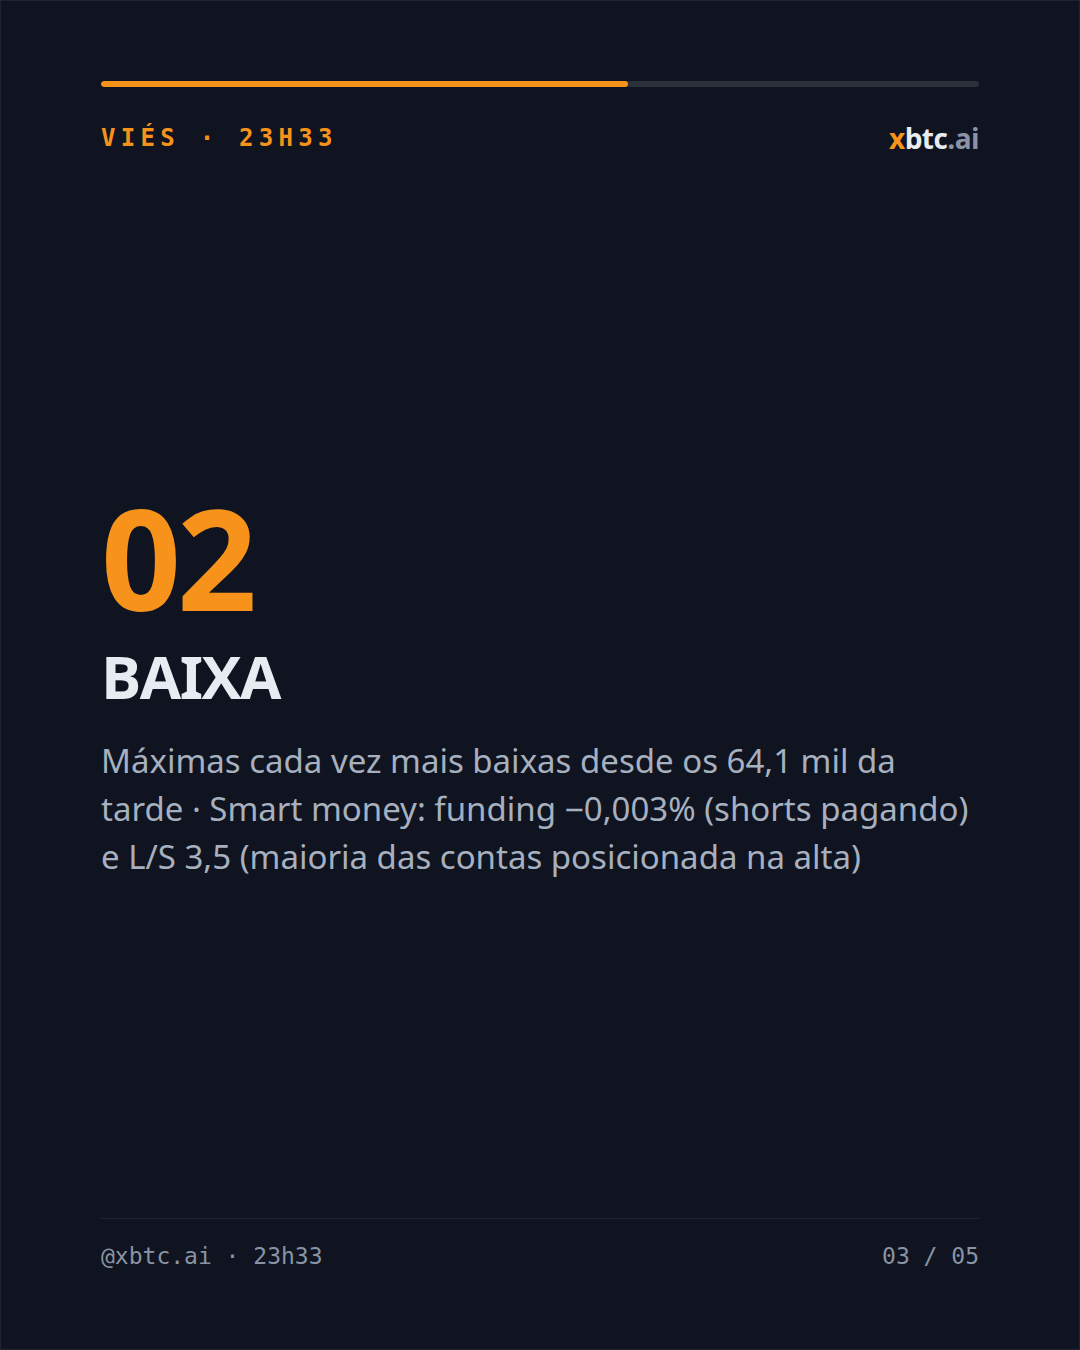 VIÉS · 23H33
xbtc.ai
02
BAIXA
Máximas cada vez mais baixas desde os 64,1 mil da
tarde · Smart money: funding −0,003% (shorts pagando)
e L/S 3,5 (maioria das contas posicionada na alta)
@xbtc.ai · 23h33
03 / 05